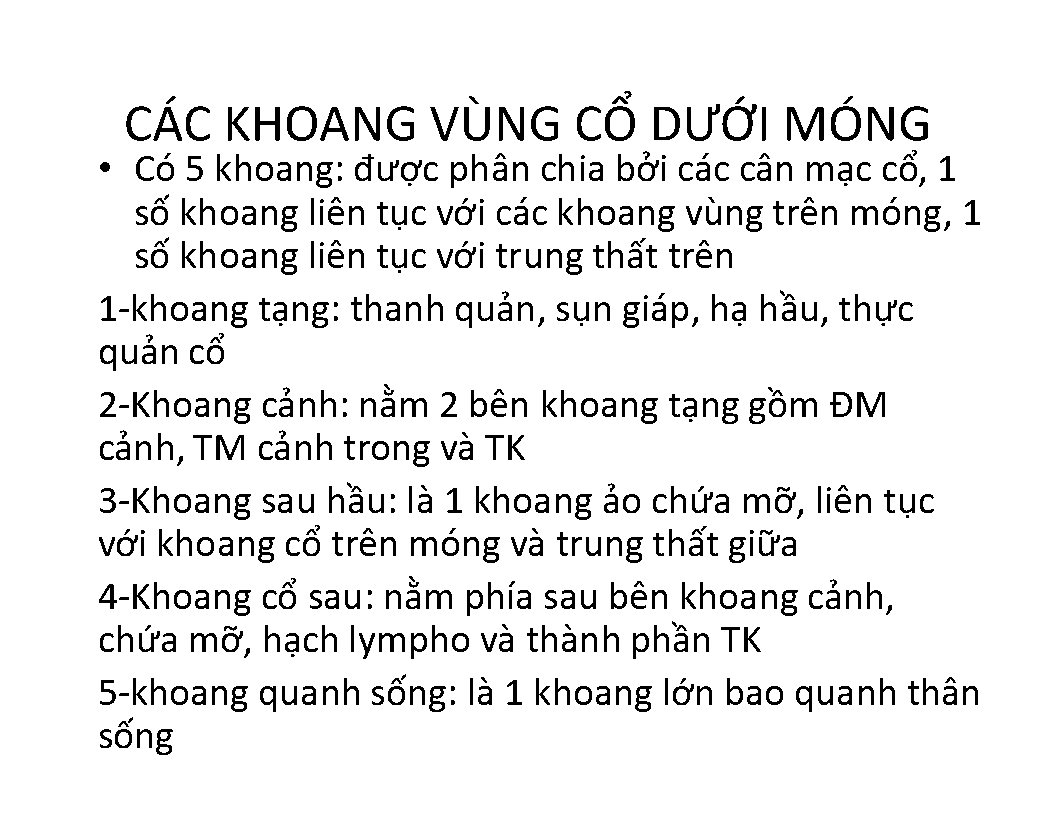 CÁC KHOANG VÙNG CỔ DƯỚI MÓNG
• Có 5 khoang: được phân chia bởi các cân mạc cổ, 1
số khoang liên tục với các khoang vùng trên móng, 1
số khoang liên tục với trung thất trên
1-khoang tạng: thanh quản, sụn giáp, hạ hầu, thực
quản cổ
2-Khoang cảnh: nằm 2 bên khoang tạng gồm ĐM
cảnh, TM cảnh trong và TK
3-Khoang sau hầu: là 1 khoang ảo chứa mỡ, liên tục
với khoang cổ trên móng và trung thất giữa
4-Khoang cổ sau: nằm phía sau bên khoang cảnh,
chứa mỡ, hạch lympho và thành phần TK
5-khoang quanh sống: là 1 khoang lớn bao quanh thân
sống